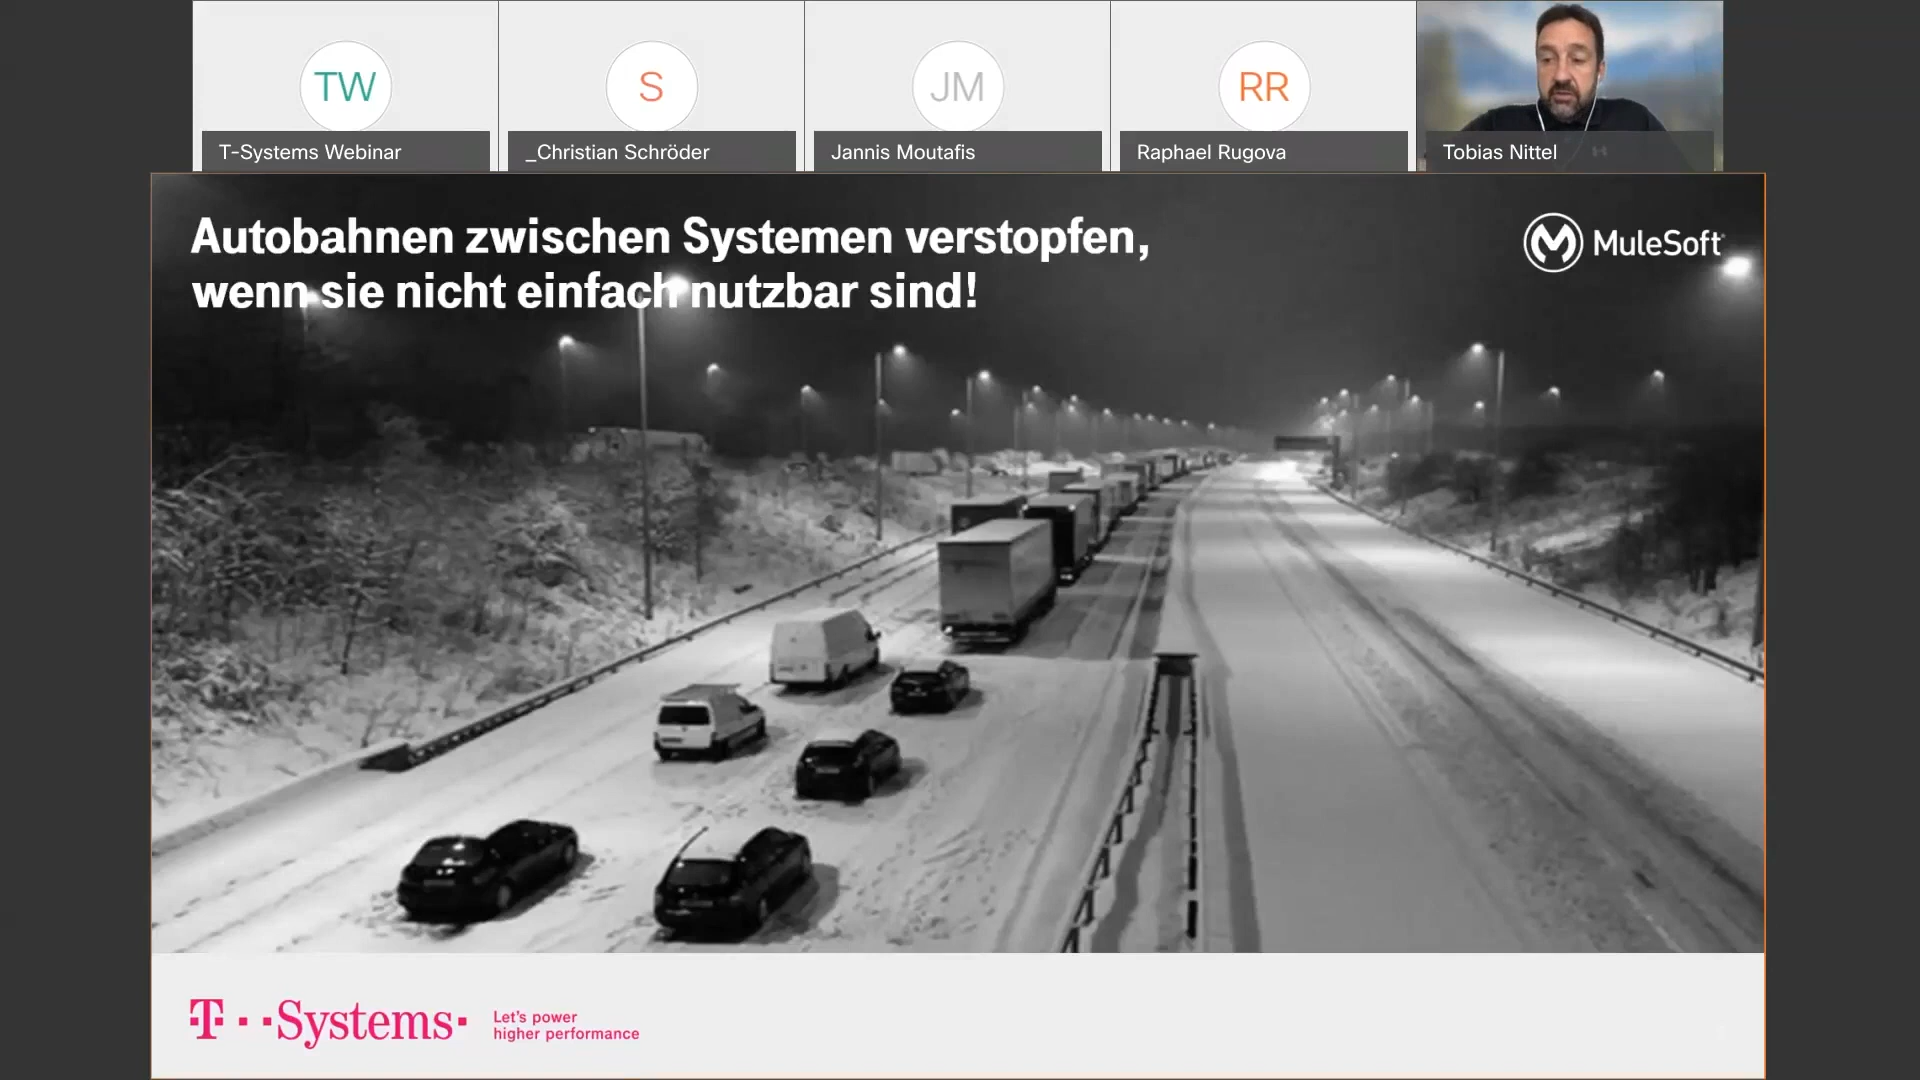 TW
S
JM
RR
T-Systems Webinar
_Christian Schröder
Jannis Moutafis
Raphael Rugova
Tobias Nittel
Autobahnen zwischen Systemen verstopfen,
wenn sie nicht einfach nutzbar sind!
MuleSoft
T··Systems·
Let's power
higher performance